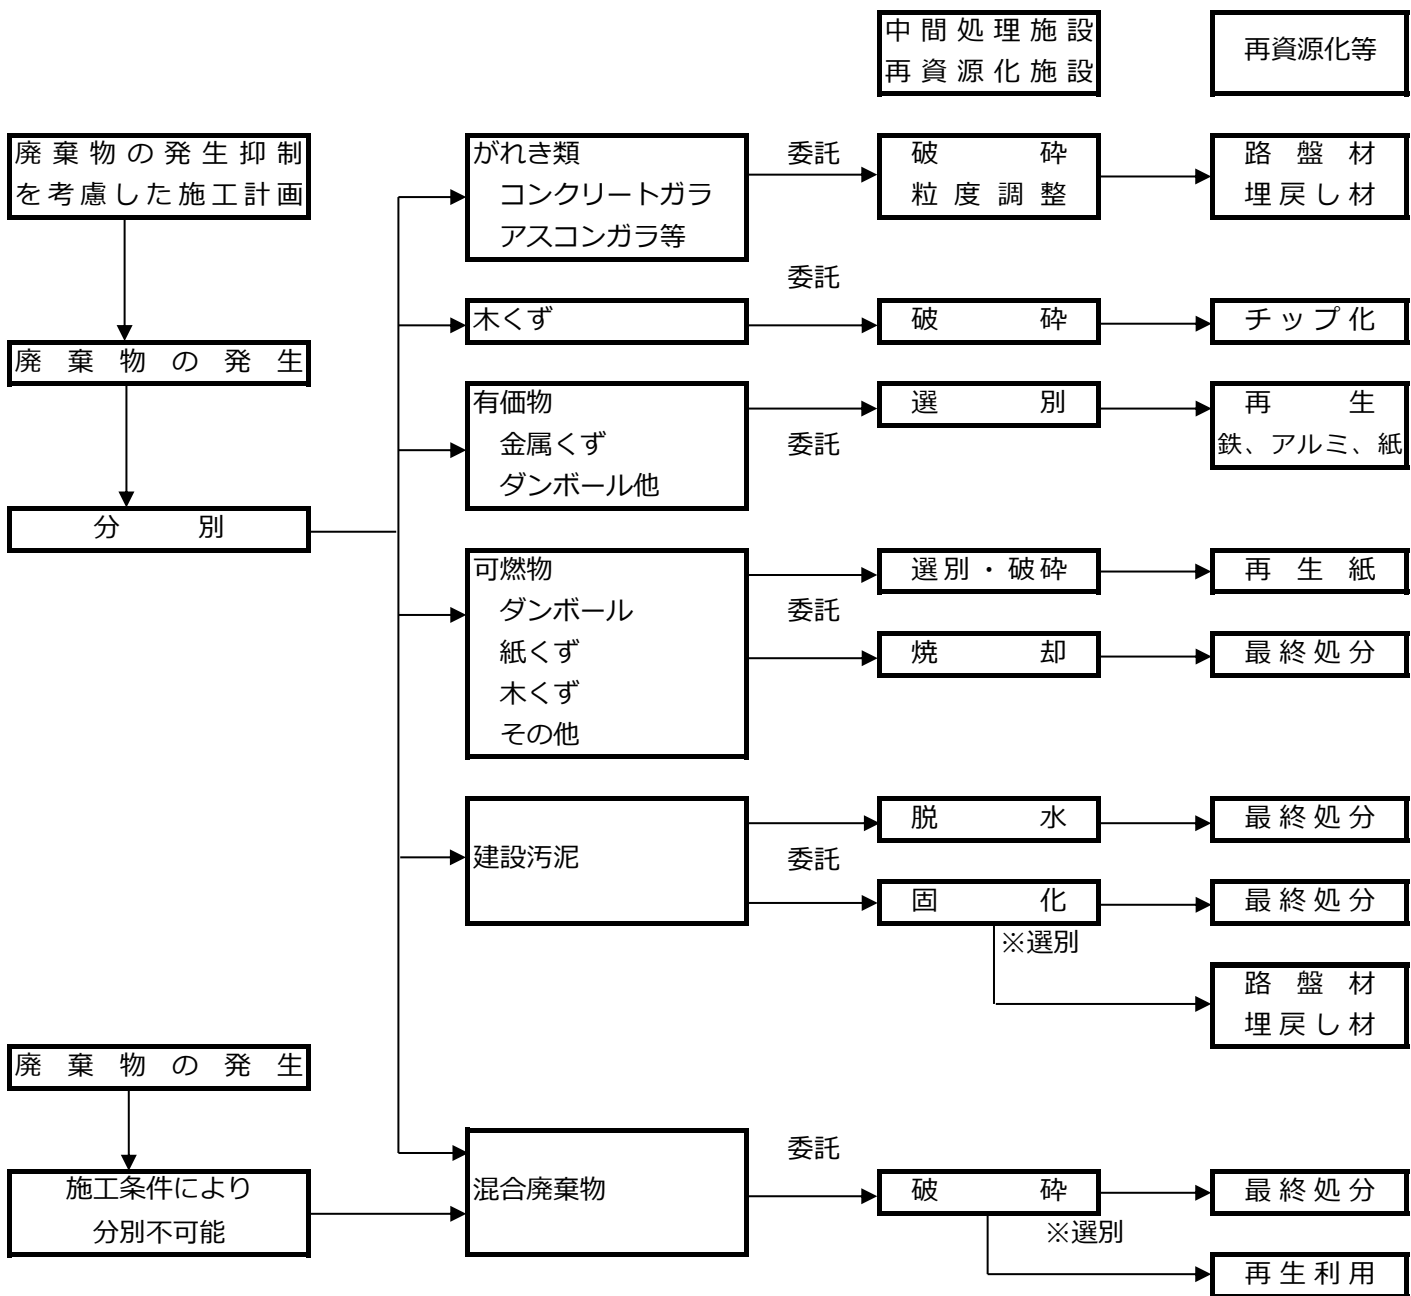 中間処理施設
再資源化施設
再資源化等
廃棄物の発生抑制
を考慮した施工計画
がれき類
コンクリートガラ
アスコンガラ等
委託
破砕
粒度調整
路盤材
埋戻し材
委託
木くず
破砕
チップ化
廃棄物の発生
有価物
金属くず
ダンボール他
委託
選別
再生
鉄、アルミ、紙
分別
可燃物
ダンボール
紙くず
木くず
その他
委託
選別・破砕
再生紙
焼却
最終処分
建設汚泥
委託
脱水
最終処分
固化
最終処分
※選別
路盤材
埋戻し材
廃棄物の発生
施工条件により
分別不可能
混合廃棄物
委託
破砕
最終処分
※選別
再生利用